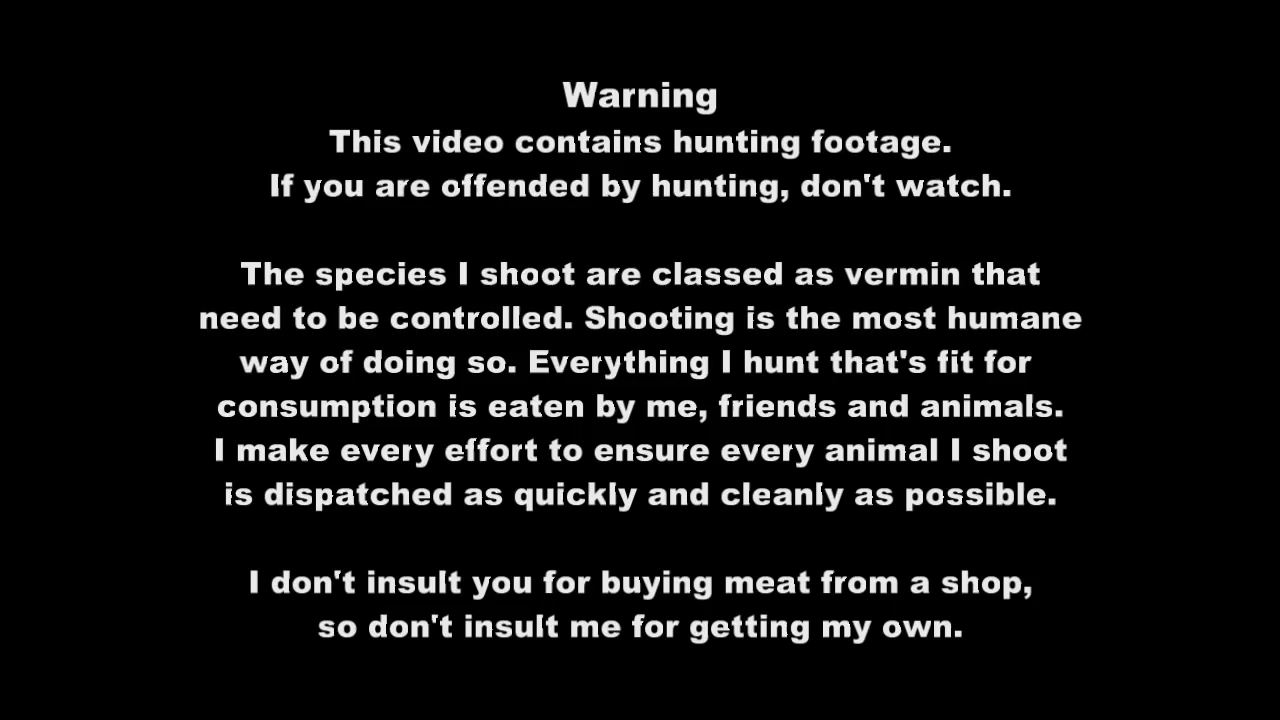 Warning
This video contains hunting footage.
If you are offended by hunting, don't watch.
The species I shoot are classed as vermin that
need to be controlled. Shooting is the most humane
way of doing so. Everything I hunt that's fit for
consumption is eaten by me, friends and animals.
I make every effort to ensure every animal I shoot
is dispatched as quickly and cleanly as possible.
I don't insult you for buying meat from a shop,
so don't insult me for getting my own.